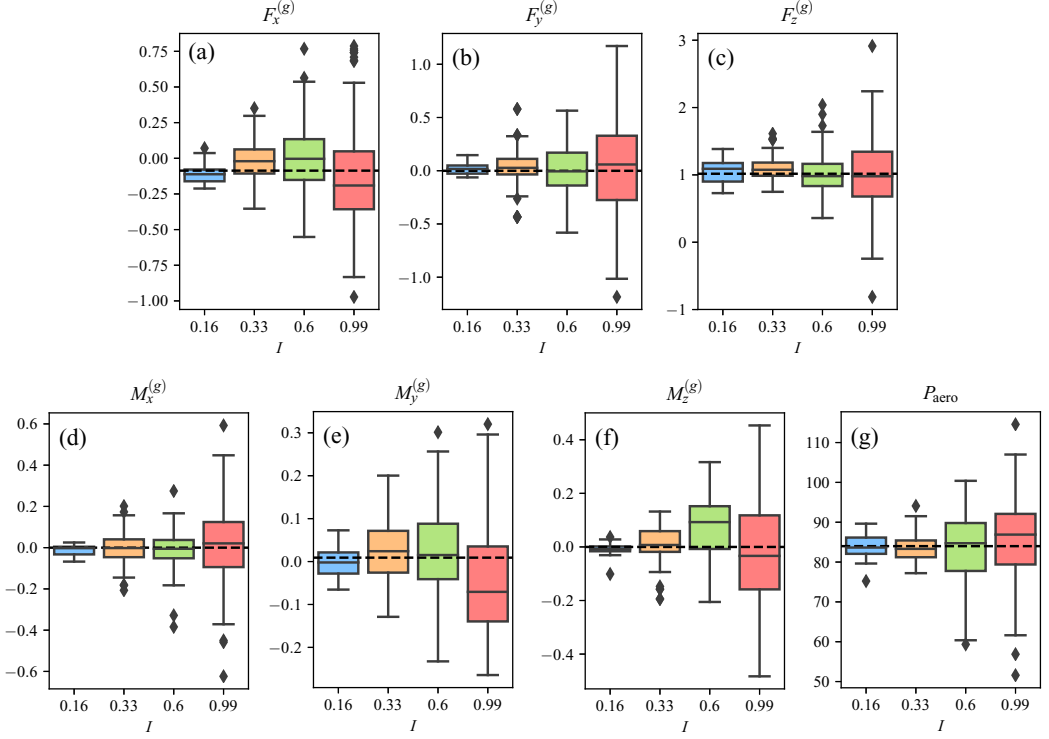 F_x^(g)
(a)
0.75
0.50
0.25
0.00
−0.25
−0.50
−0.75
−1.00
0.16 0.33 0.6 0.99
I
F_y^(g)
(b)
1.0
0.5
0.0
−0.5
−1.0
0.16 0.33 0.6 0.99
I
F_z^(g)
(c)
3
2
1
0
−1
0.16 0.33 0.6 0.99
I
M_x^(g)
(d)
0.6
0.4
0.2
0.0
−0.2
−0.4
−0.6
0.16 0.33 0.6 0.99
I
M_y^(g)
(e)
0.3
0.2
0.1
0.0
−0.1
−0.2
0.16 0.33 0.6 0.99
I
M_z^(g)
(f)
0.4
0.2
0.0
−0.2
−0.4
0.16 0.33 0.6 0.99
I
P_aero
(g)
110
100
90
80
70
60
50
0.16 0.33 0.6 0.99
I